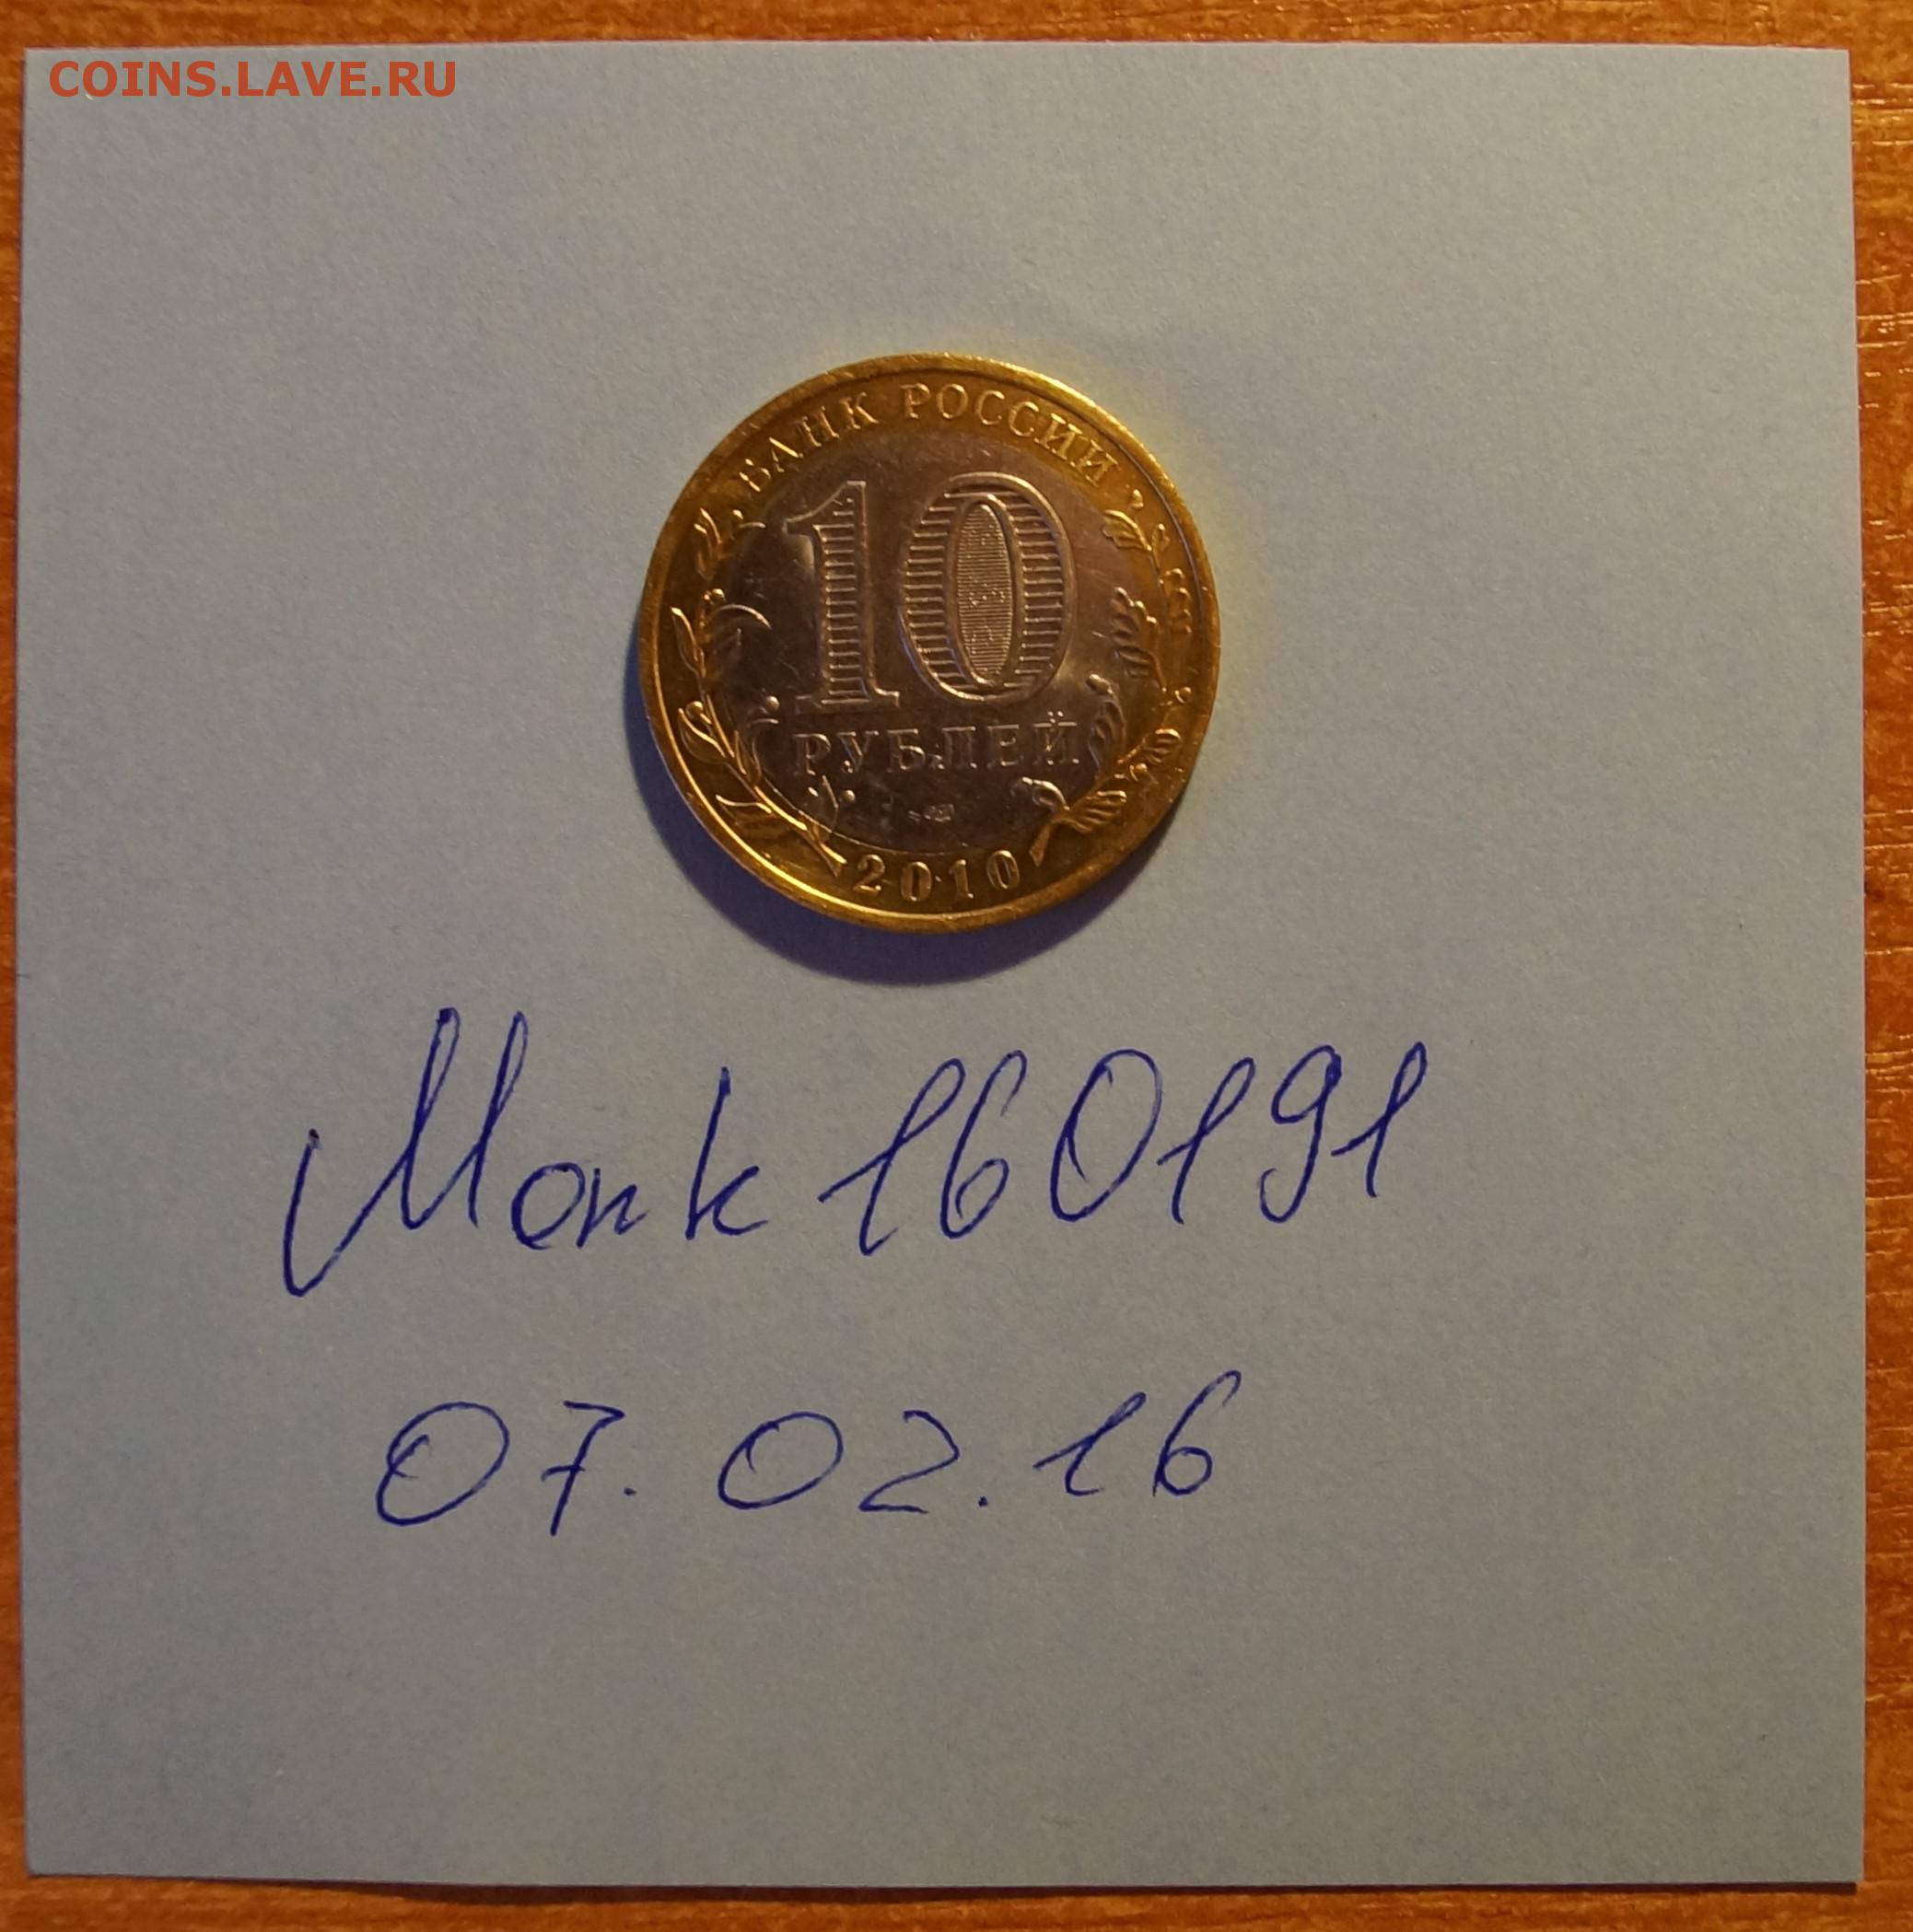 COINS.LAVE.RU
БАНК РОССИИ
10
РУБЛЕЙ
2010
Monk160191
07.02.16